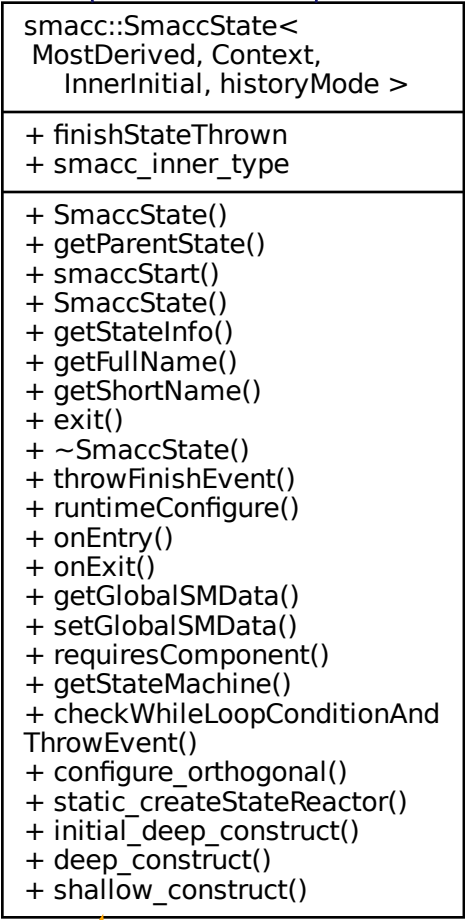 smacc::SmaccState<
MostDerived, Context,
InnerInitial, historyMode >
+ finishStateThrown
+ smacc_inner_type
+ SmaccState()
+ getParentState()
+ smaccStart()
+ SmaccState()
+ getStateInfo()
+ getFullName()
+ getShortName()
+ exit()
+ ~SmaccState()
+ throwFinishEvent()
+ runtimeConfigure()
+ onEntry()
+ onExit()
+ getGlobalSMData()
+ setGlobalSMData()
+ requiresComponent()
+ getStateMachine()
+ checkWhileLoopConditionAnd
ThrowEvent()
+ configure_orthogonal()
+ static_createStateReactor()
+ initial_deep_construct()
+ deep_construct()
+ shallow_construct()